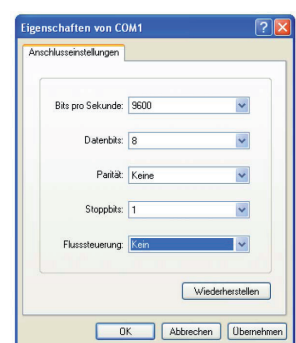 Eigenschaften von COM1
Anschlusseinstellungen
Bits pro Sekunde: 9600
Datenbits: 8
Parität: Keine
Stoppbits: 1
Flusssteuerung: Kein
Wiederherstellen
OK Abbrechen Übernehmen